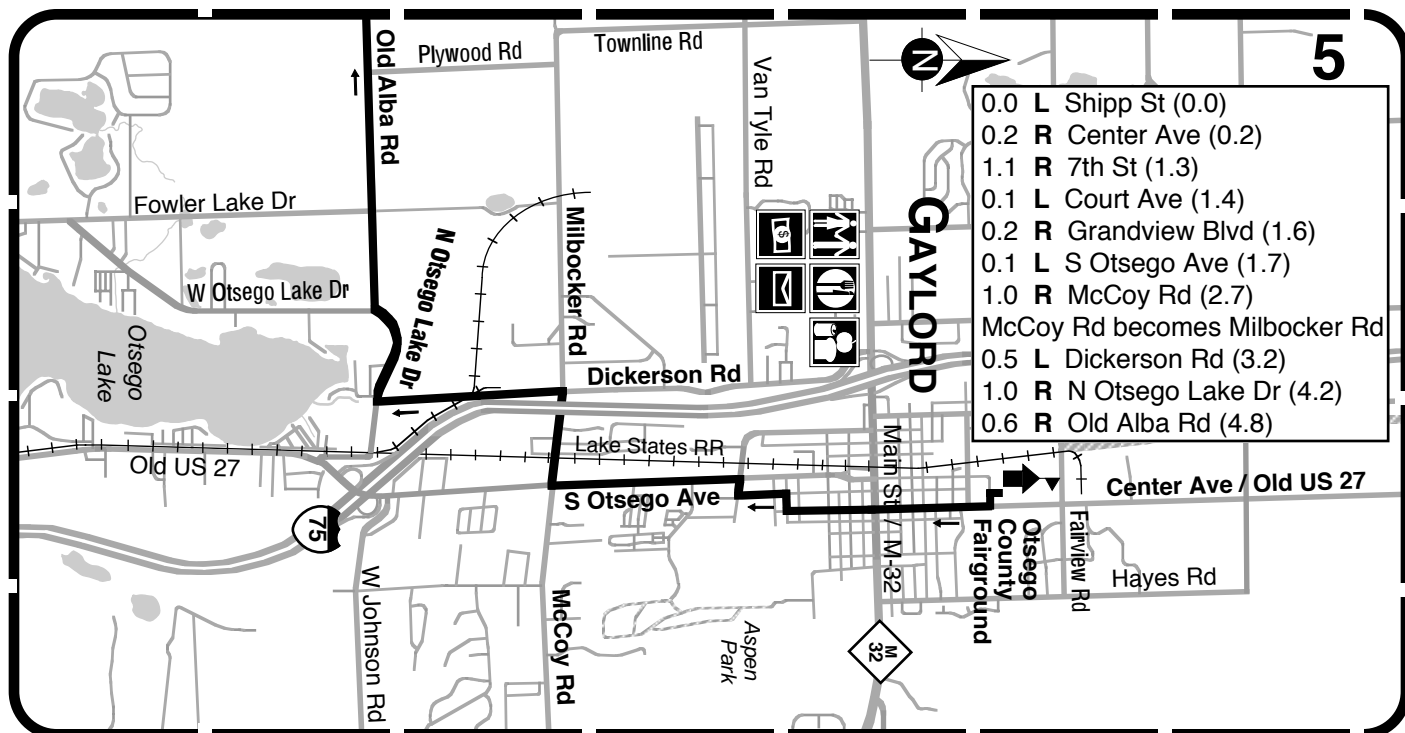 5
0.0 L Shipp St (0.0)
0.2 R Center Ave (0.2)
1.1 R 7th St (1.3)
0.1 L Court Ave (1.4)
0.2 R Grandview Blvd (1.6)
0.1 L S Otsego Ave (1.7)
1.0 R McCoy Rd (2.7)
McCoy Rd becomes Milbocker Rd
0.5 L Dickerson Rd (3.2)
1.0 R N Otsego Lake Dr (4.2)
0.6 R Old Alba Rd (4.8)
Old Alba Rd
Plywood Rd
Townline Rd
Van Tyle Rd
N
GAYLORD
Fowler Lake Dr
Milbocker Rd
N Otsego Lake Dr
W Otsego Lake Dr
Otsego
Lake
$
Dickerson Rd
Lake States RR
Old US 27
Main St / M-32
S Otsego Ave
Center Ave / Old US 27
75
Otsego
County
Fairground
Fairview Rd
Hayes Rd
W Johnson Rd
McCoy Rd
Aspen
Park
M
32